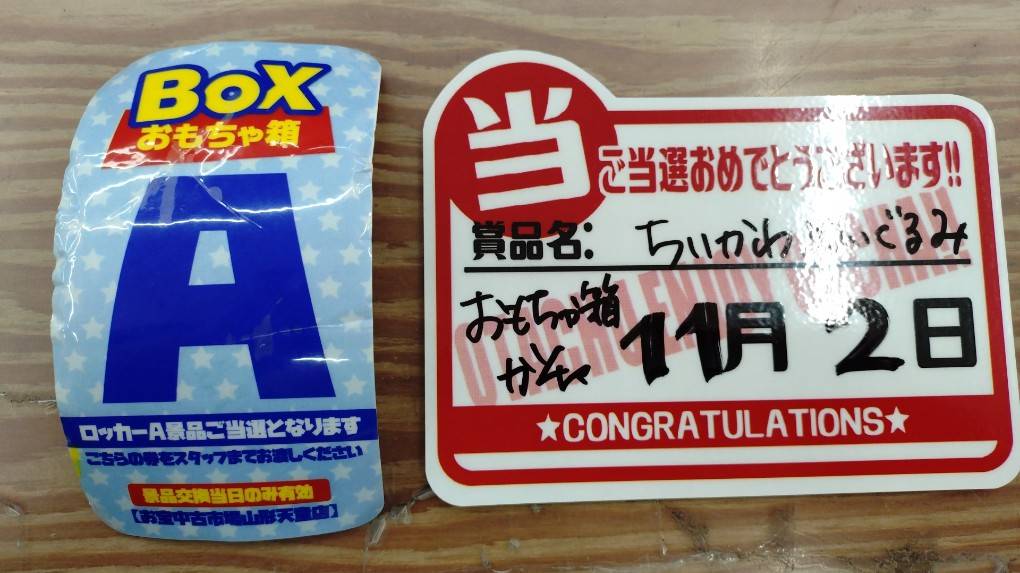 BoX
おもちゃ箱
A
ロッカーA景品ご当選となります
こちらの券をスタッフまでお渡しください
景品交換当日のみ有効
【お宝中古市場山形天童店】
当
ご当選おめでとうございます!!
賞品名: ちいかわ ぬいぐるみ
おもちゃ箱
11月2日
★CONGRATULATIONS★